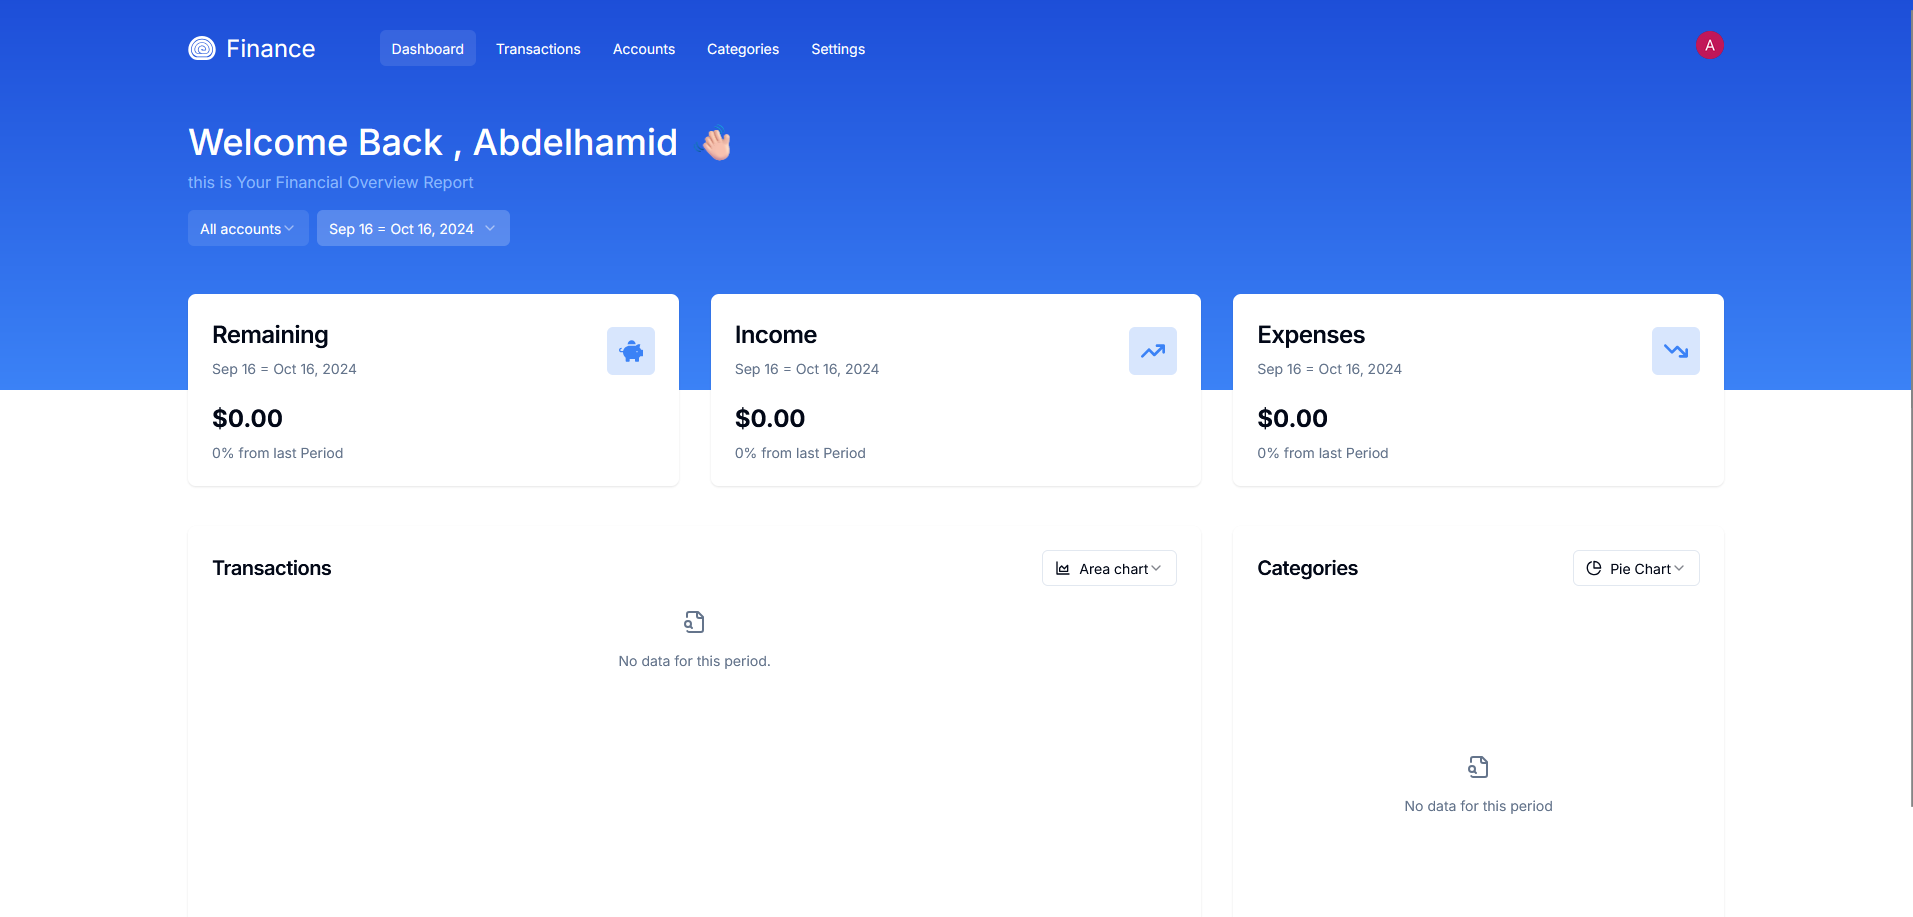 Finance
Dashboard
Transactions
Accounts
Categories
Settings
A
Welcome Back , Abdelhamid 👋🏻
this is Your Financial Overview Report
All accounts
Sep 16 = Oct 16, 2024
Remaining
Sep 16 = Oct 16, 2024
$0.00
0% from last Period
Income
Sep 16 = Oct 16, 2024
$0.00
0% from last Period
Expenses
Sep 16 = Oct 16, 2024
$0.00
0% from last Period
Transactions
Area chart
No data for this period.
Categories
Pie Chart
No data for this period